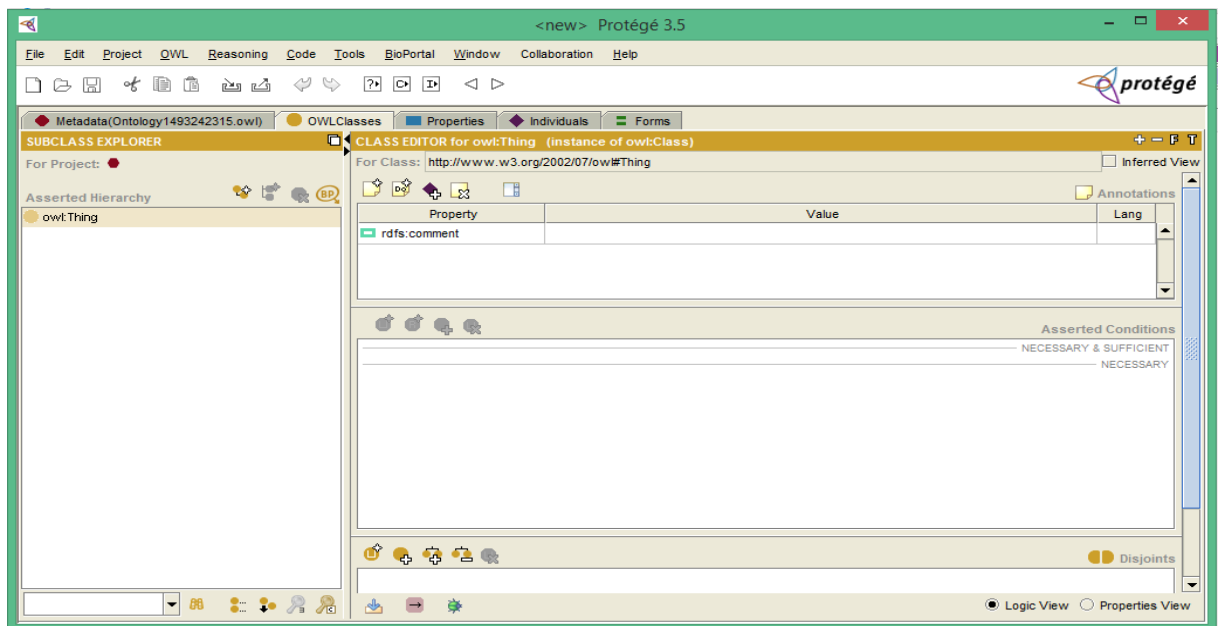 <new> Protégé 3.5
File Edit Project OWL Reasoning Code Tools BioPortal Window Collaboration Help
protégé
Metadata(Ontology1493242315.owl) OWLClasses Properties Individuals Forms
SUBCLASS EXPLORER
For Project:
Asserted Hierarchy
BP
owl:Thing
CLASS EDITOR for owl:Thing (instance of owl:Class)
For Class: http://www.w3.org/2002/07/owl#Thing
Inferred View
Annotations
Property Value Lang
rdfs:comment
Asserted Conditions
NECESSARY & SUFFICIENT
NECESSARY
Disjoints
Logic View Properties View